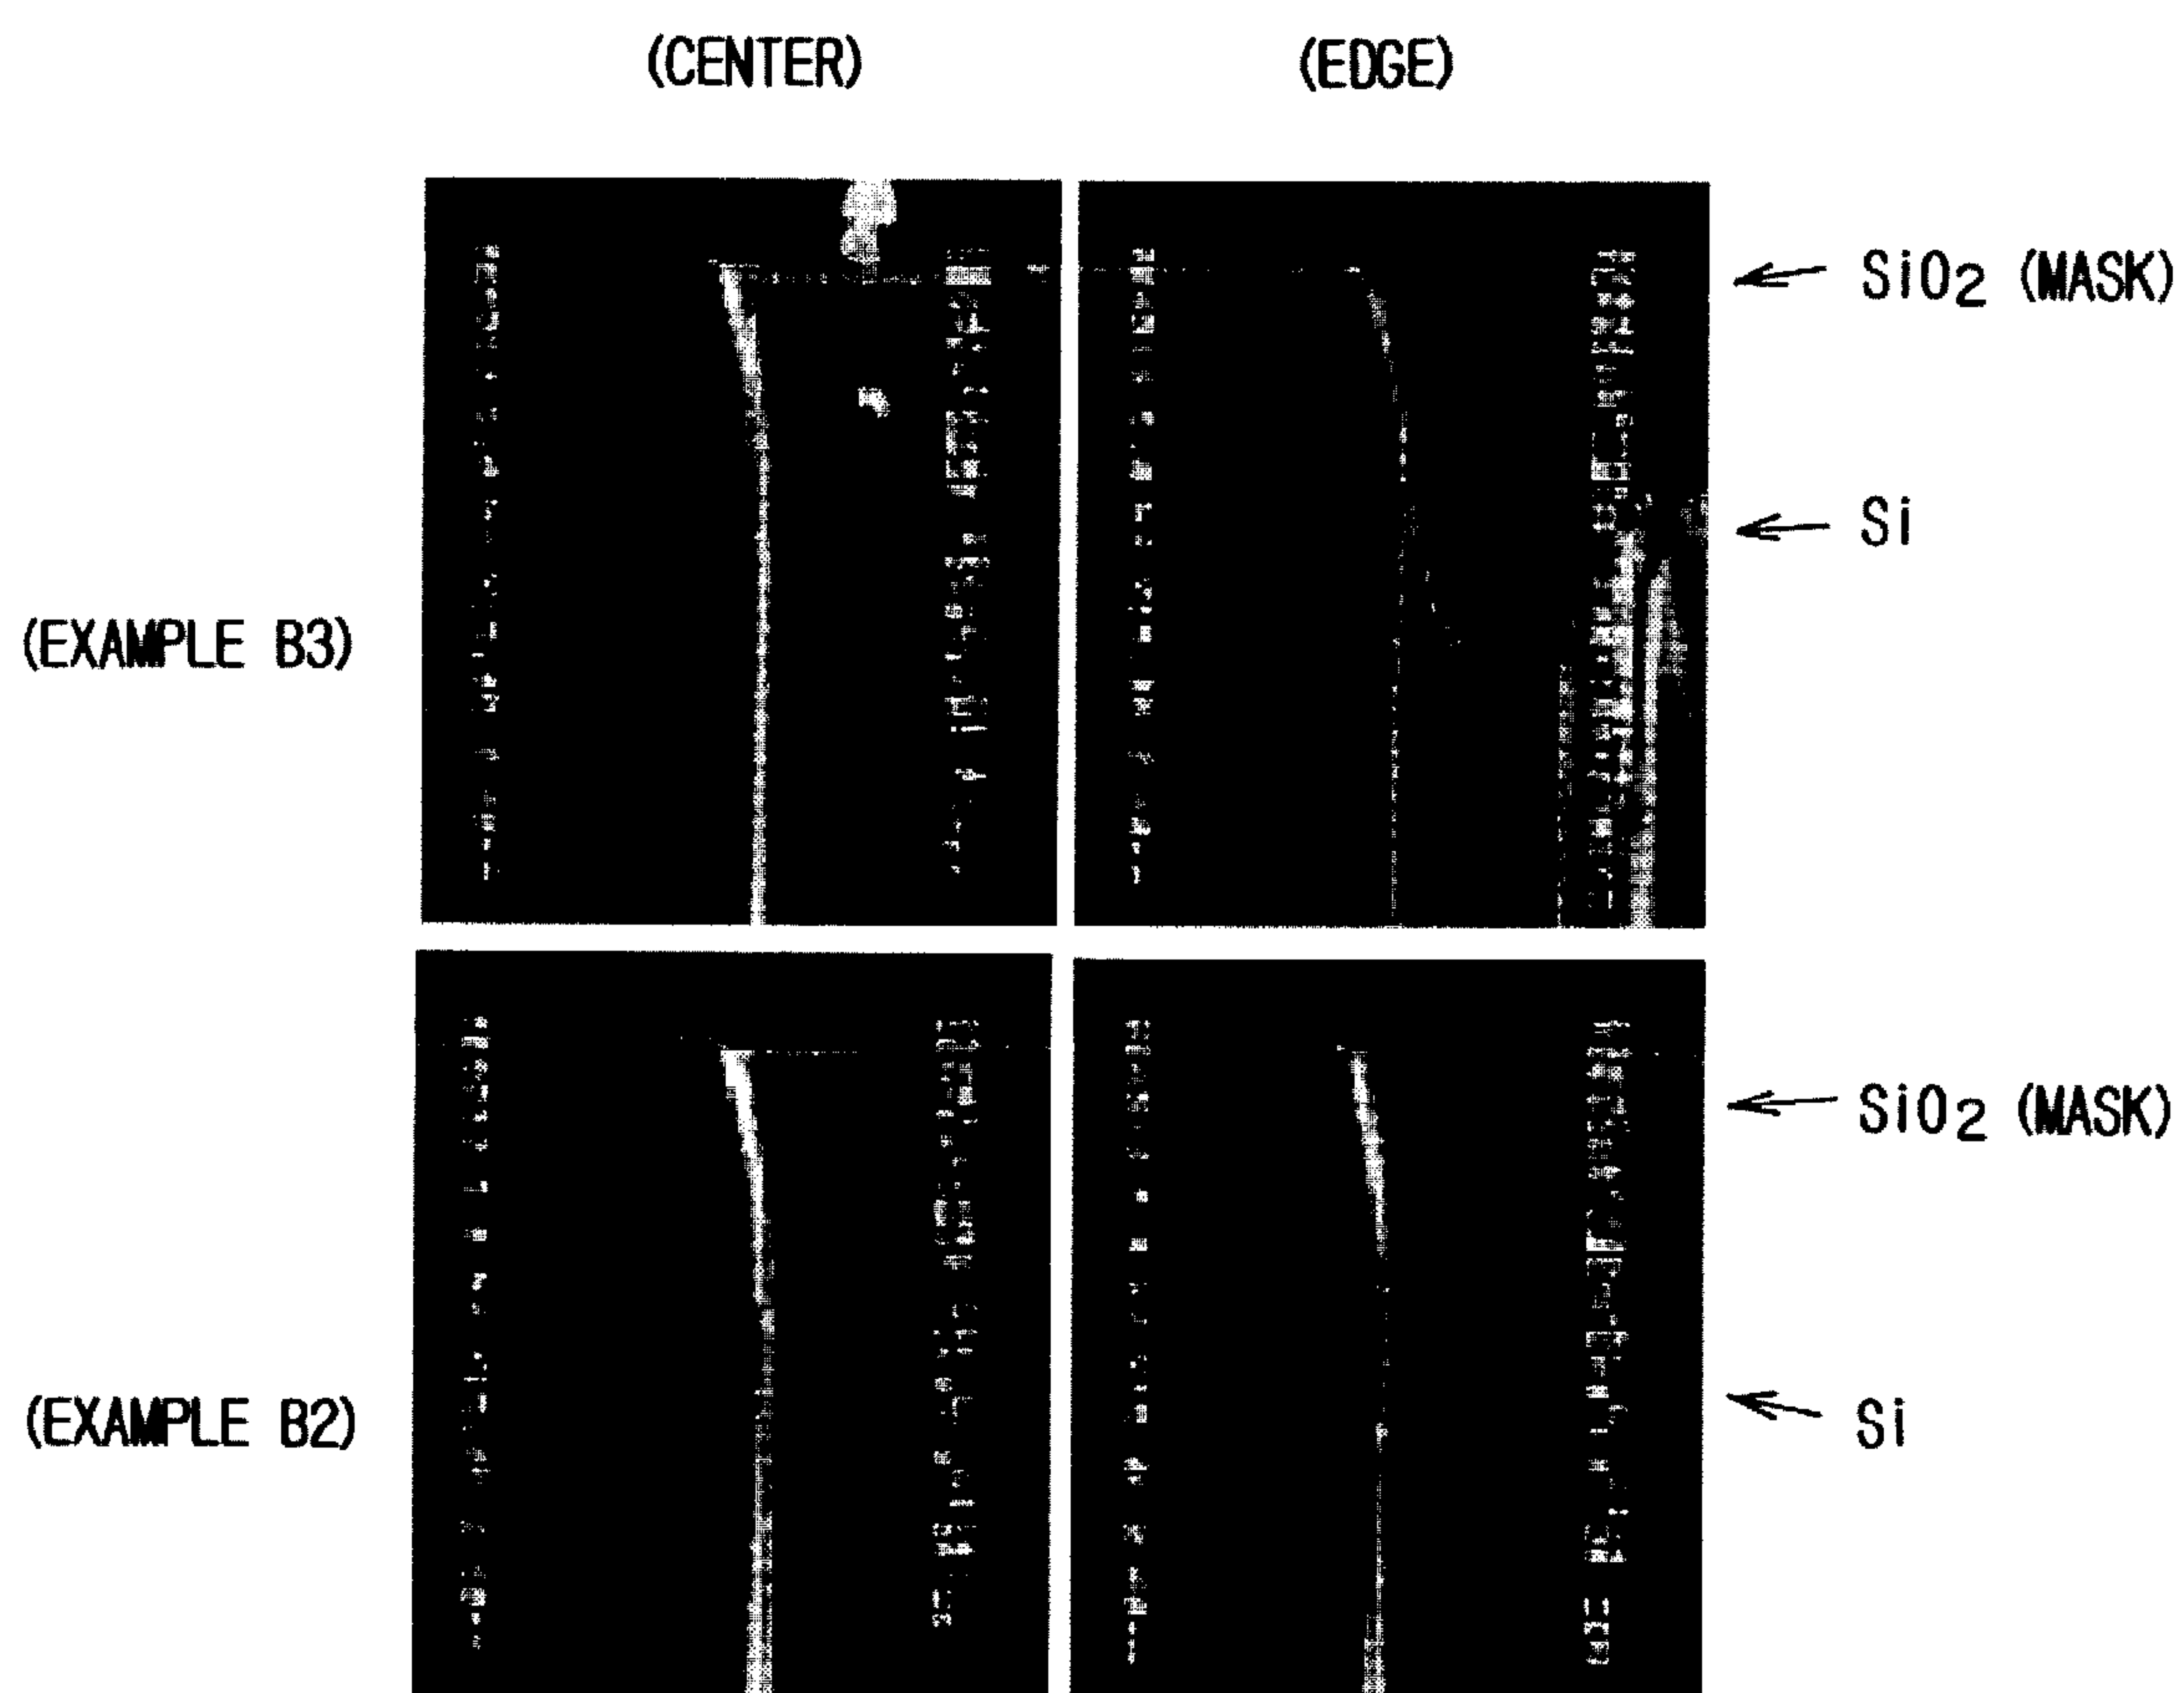 (CENTER) (EDGE)
SiO₂ (MASK)
Si
(EXAMPLE B3)
SiO₂ (MASK)
Si
(EXAMPLE B2)